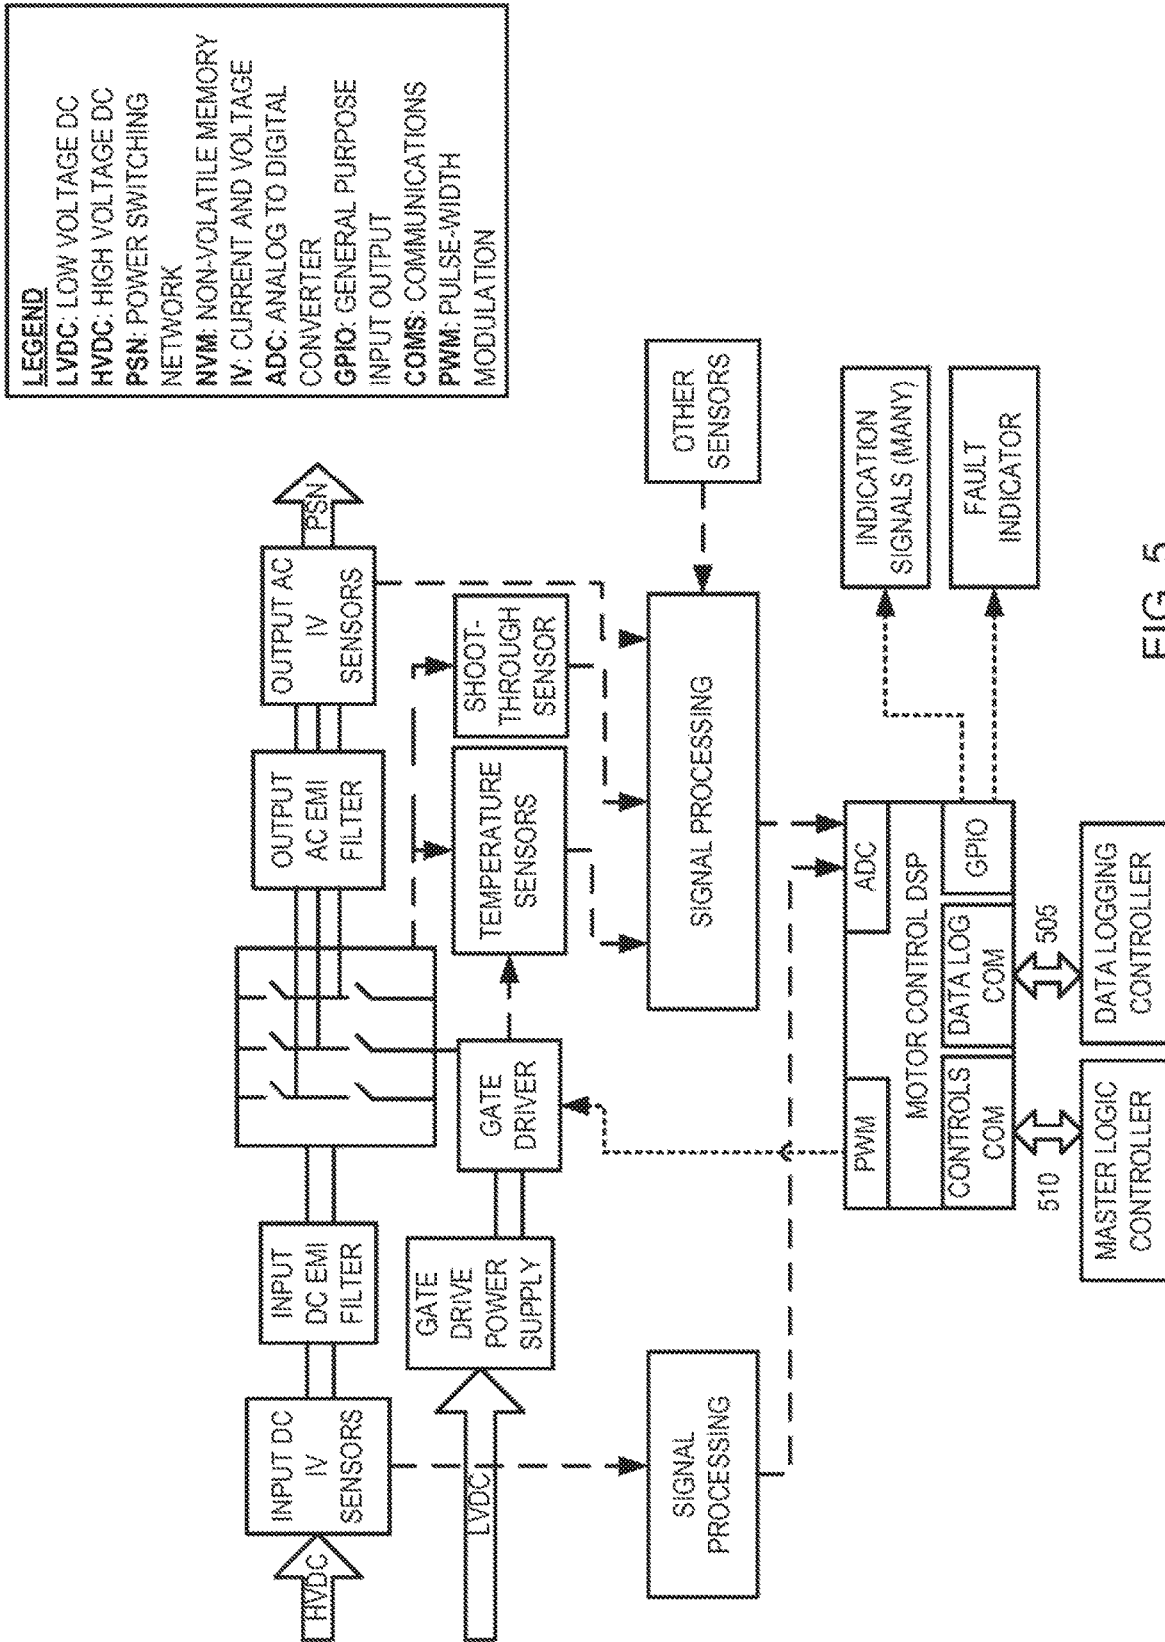 LEGEND
LVDC: LOW VOLTAGE DC
HVDC: HIGH VOLTAGE DC
PSN: POWER SWITCHING
NETWORK
NVM: NON-VOLATILE MEMORY
IV: CURRENT AND VOLTAGE
ADC: ANALOG TO DIGITAL
CONVERTER
GPIO: GENERAL PURPOSE
INPUT OUTPUT
COMS: COMMUNICATIONS
PWM: PULSE-WIDTH
MODULATION
HVDC
INPUT DC
IV
SENSORS
INPUT
DC EMI
FILTER
OUTPUT
AC EMI
FILTER
OUTPUT AC
IV
SENSORS
PSN
LVDC
GATE
DRIVE
POWER
SUPPLY
GATE
DRIVER
TEMPERATURE
SENSORS
SHOOT-
THROUGH
SENSOR
SIGNAL
PROCESSING
SIGNAL PROCESSING
OTHER
SENSORS
PWM
ADC
MOTOR CONTROL DSP
CONTROLS
COM
DATA LOG
COM
GPIO
INDICATION
SIGNALS (MANY)
FAULT
INDICATOR
510
505
MASTER LOGIC
CONTROLLER
DATA LOGGING
CONTROLLER
FIG. 5